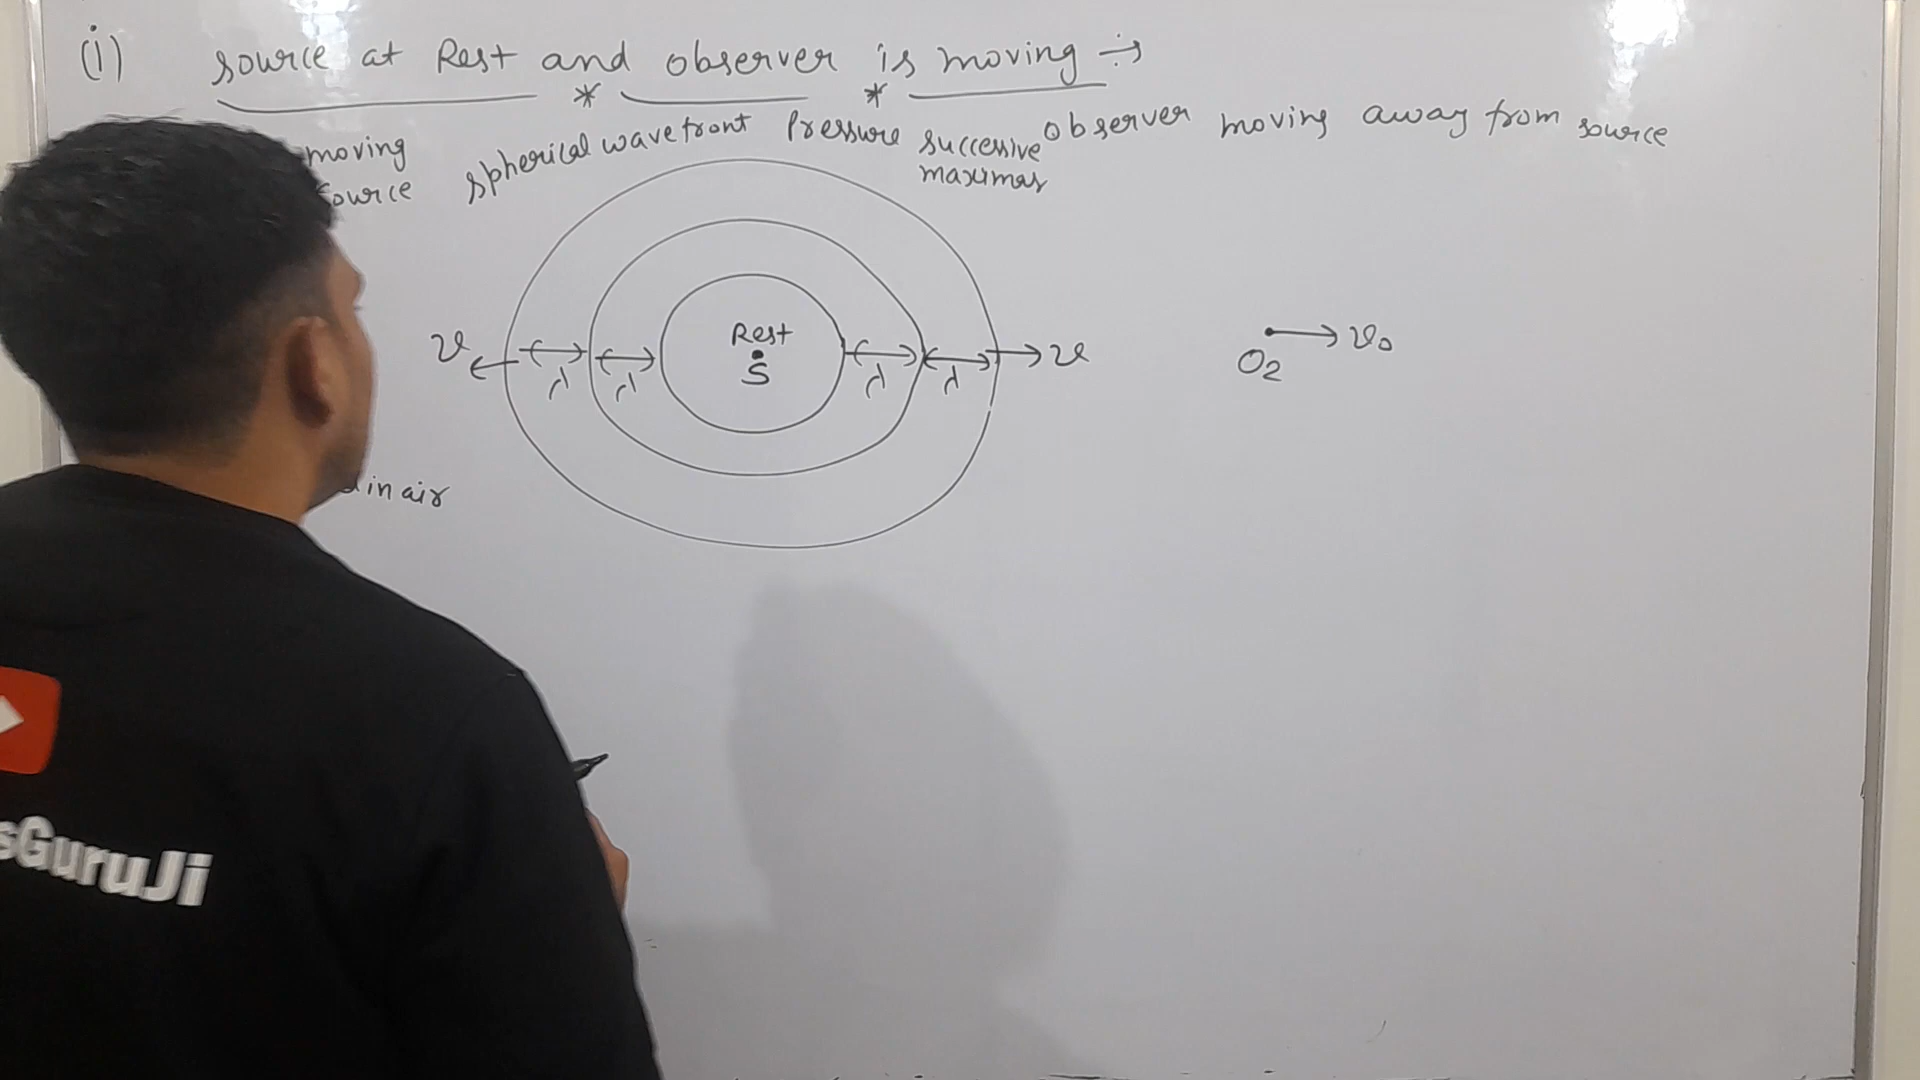 (i) source at Rest and observer is moving ÷→
* *
moving spherical wavefront Pressure successive observer moving away from source
source maximas
Rest
v λ λ S λ λ v O₂ v₀
in air
sGuruJi